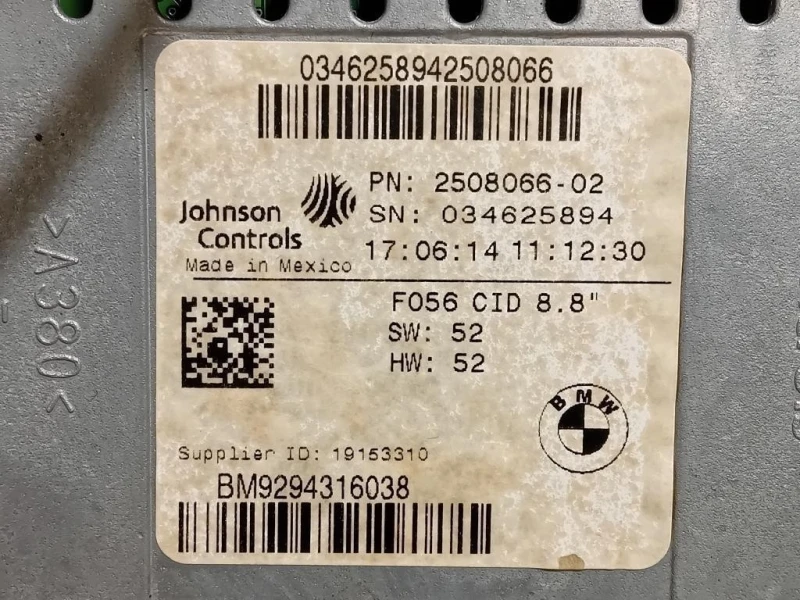 0346258942508066
Johnson
Controls
Made in Mexico
PN: 2508066-02
SN: 034625894
17:06:14 11:12:30
F056 CID 8.8"
SW: 52
HW: 52
BMW
Supplier ID: 19153310
BM9294316038
>A380<